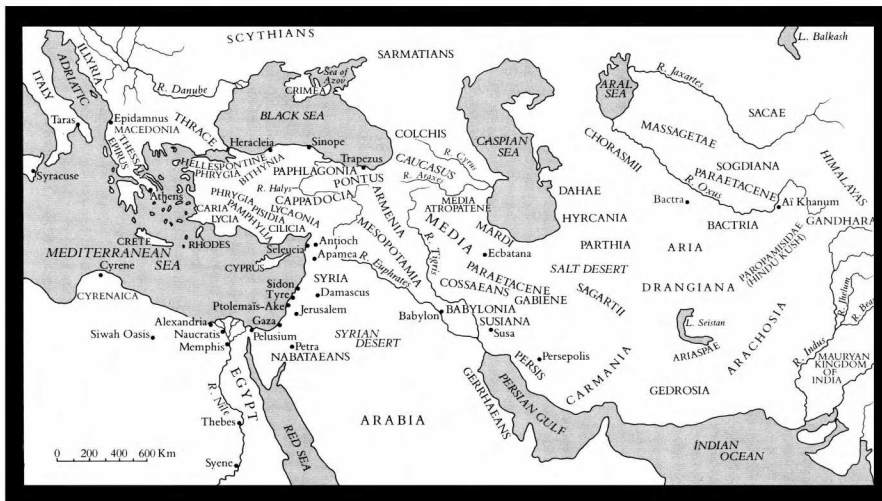 SCYTHIANS
SARMATIANS
L. Balkash
ITALY
ADRIATIC
ILLYRIA
R. Danube
Sea of
Azov
CRIMEA
ARAL
SEA
R. Jaxartes
SACAE
Taras
Epidamnus
MACEDONIA
THRACE
BLACK SEA
Heracleia
Sinope
COLCHIS
CAUCASUS
R. Cyrus
R. Araxes
CASPIAN
SEA
CHORASMII
MASSAGETAE
SOGDIANA
PARAETACENE
R. Oxus
HIMALAYAS
Syracuse
EPIRUS
THESS
Athens
HELLESPONTINE
PHRYGIA
BITHYNIA
PAPHLAGONIA
Trapezus
PONTUS
R. Halys
CAPPADOCIA
ARMENIA
MEDIA
ATROPATENE
DAHAE
HYRCANIA
Bactra
BACTRIA
Aï Khanum
GANDHARA
PHRYGIA
PISIDIA
LYCAONIA
CARIA
LYCIA
PAMPHYLIA
CILICIA
MESOPOTAMIA
MEDIA
MARDI
PARTHIA
ARIA
PAROPAMISIDAE
(HINDU KUSH)
CRETE
RHODES
MEDITERRANEAN
SEA
Seleucia
Antioch
Apamea
CYPRUS
SYRIA
R. Euphrates
R. Tigris
Ecbatana
SALT DESERT
PARAETACENE
COSSAEANS
GABIENE
SAGARTII
DRANGIANA
R. Jhelum
Cyrene
CYRENAICA
Sidon
Tyre
Ptolemaïs-Ake
Damascus
Jerusalem
Babylon
BABYLONIA
SUSIANA
Susa
L. Seistan
ARIASPAE
ARACHOSIA
R. Indus
Alexandria
Naucratis
Memphis
Gaza
Pelusium
Petra
NABATAEANS
SYRIAN
DESERT
Siwah Oasis
PERSIS
Persepolis
CARMANIA
GEDROSIA
MAURYAN
KINGDOM
OF
INDIA
EGYPT
R. Nile
Thebes
Syene
RED SEA
ARABIA
GERRHAEANS
PERSIAN GULF
INDIAN
OCEAN
0 200 400 600 Km